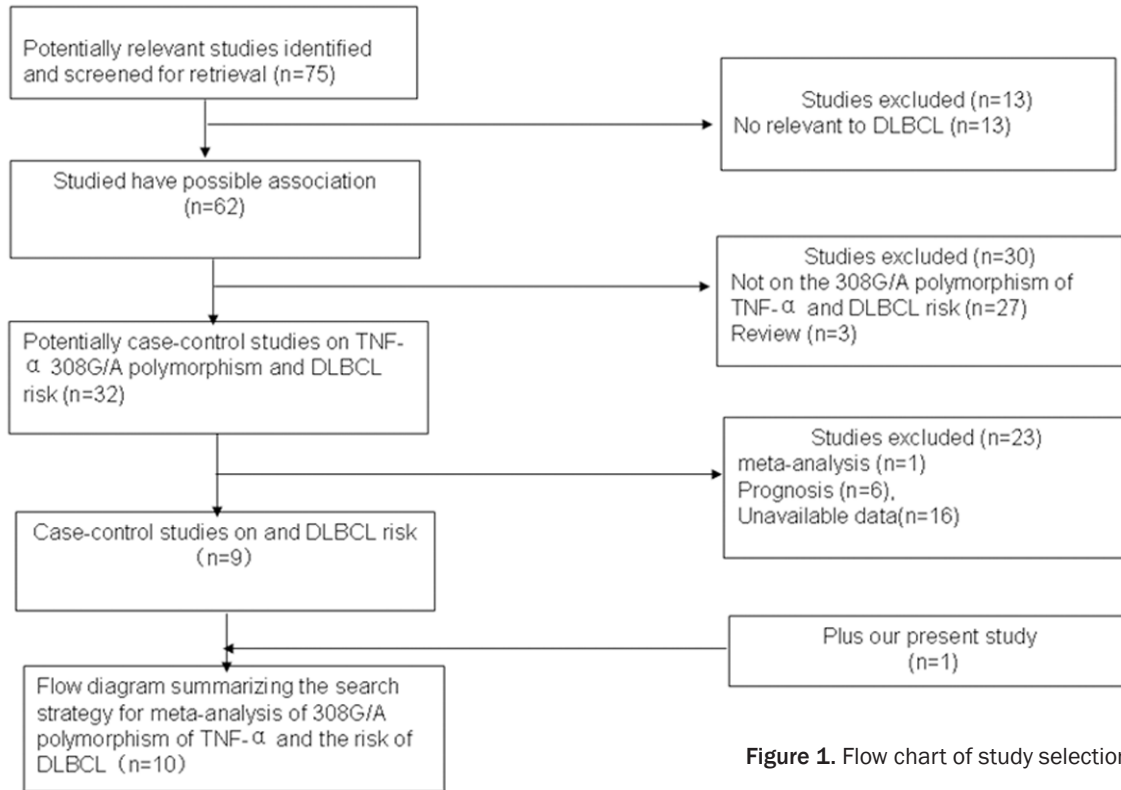 Potentially relevant studies identified
and screened for retrieval (n=75)
Studies excluded (n=13)
No relevant to DLBCL (n=13)
Studied have possible association
(n=62)
Studies excluded (n=30)
Not on the 308G/A polymorphism of
TNF-α and DLBCL risk (n=27)
Review (n=3)
Potentially case-control studies on TNF-
α 308G/A polymorphism and DLBCL
risk (n=32)
Studies excluded (n=23)
meta-analysis (n=1)
Prognosis (n=6),
Unavailable data(n=16)
Case-control studies on and DLBCL risk
(n=9)
Plus our present study
(n=1)
Flow diagram summarizing the search
strategy for meta-analysis of 308G/A
polymorphism of TNF-α and the risk of
DLBCL (n=10)
Figure 1. Flow chart of study selection